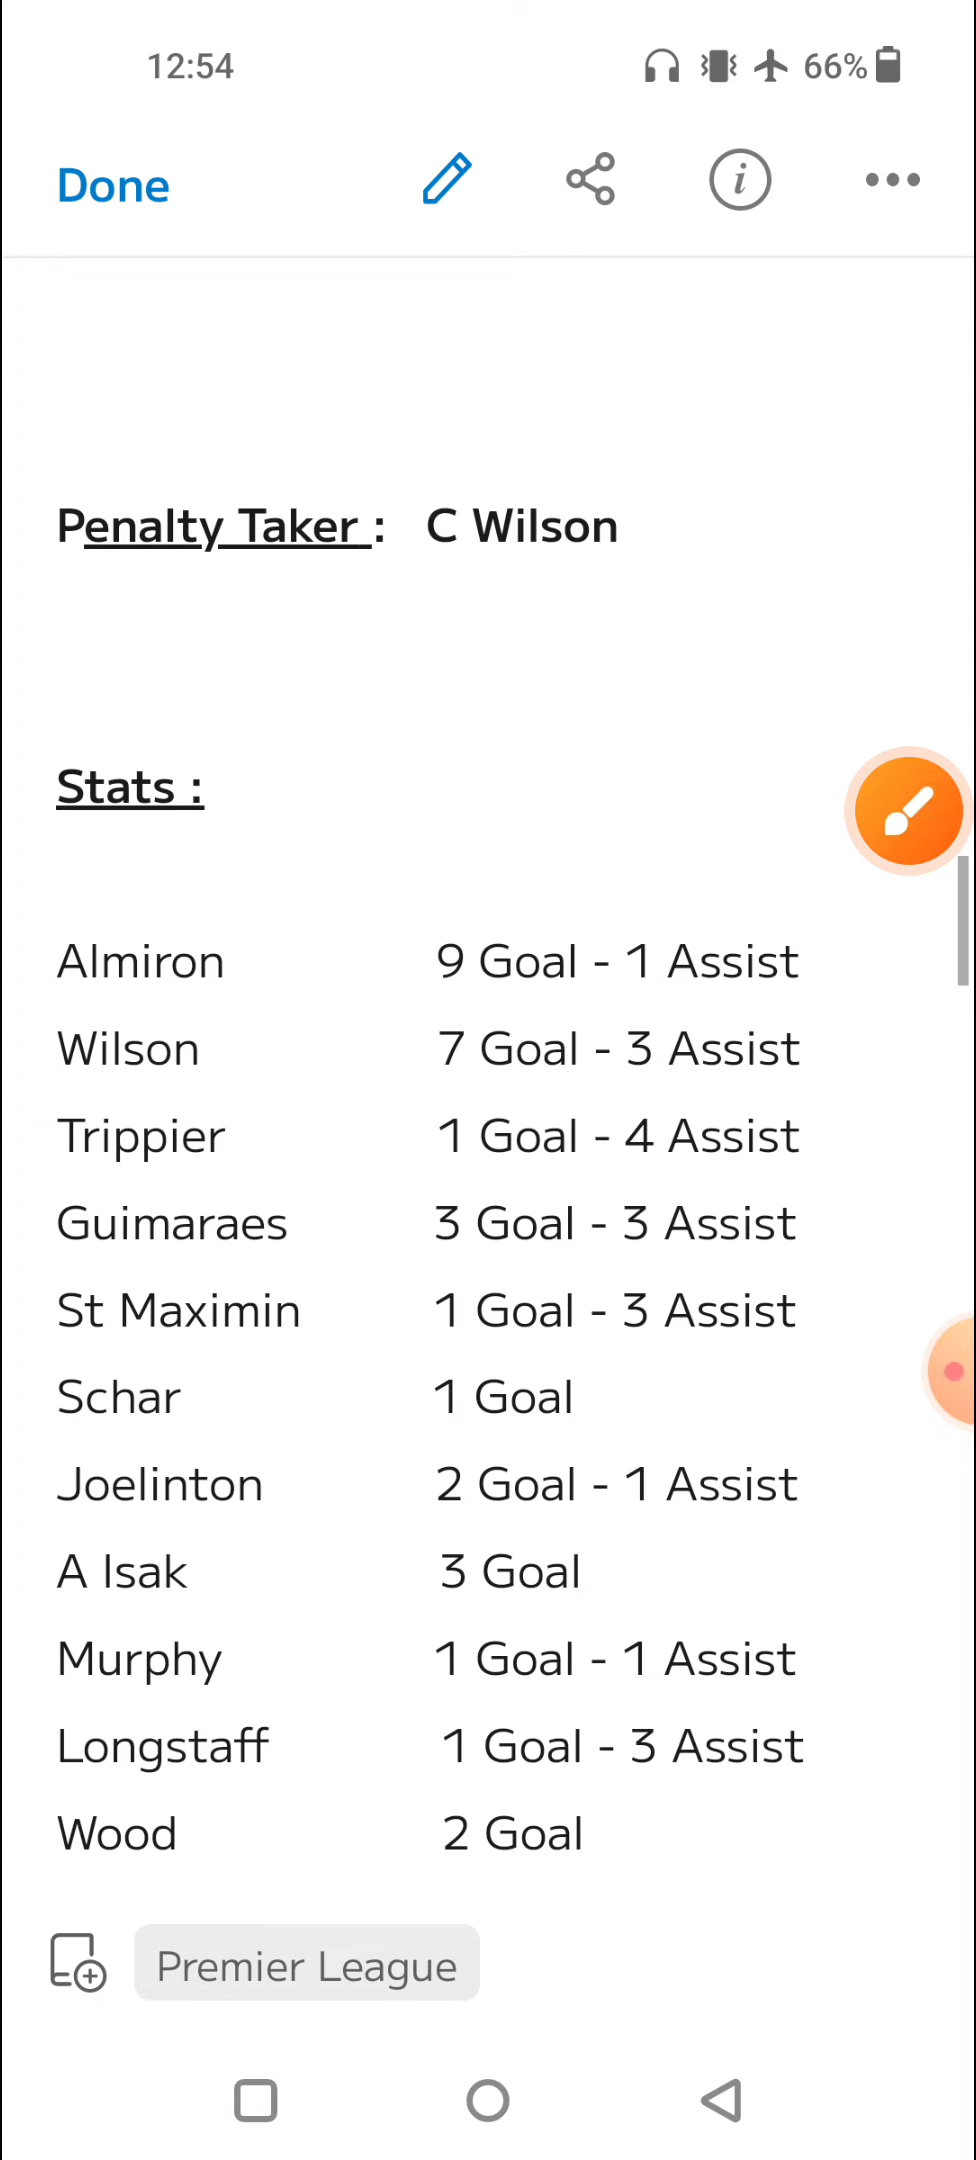 12:54 66%
Done
Penalty Taker : C Wilson
Stats :
Almiron 9 Goal - 1 Assist
Wilson 7 Goal - 3 Assist
Trippier 1 Goal - 4 Assist
Guimaraes 3 Goal - 3 Assist
St Maximin 1 Goal - 3 Assist
Schar 1 Goal
Joelinton 2 Goal - 1 Assist
A Isak 3 Goal
Murphy 1 Goal - 1 Assist
Longstaff 1 Goal - 3 Assist
Wood 2 Goal
Premier League